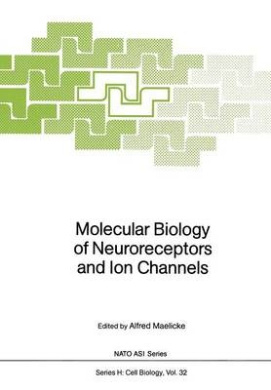 Molecular Biology
of Neuroreceptors
and Ion Channels
Edited by Alfred Maelicke
NATO ASI Series
Series H: Cell Biology, Vol. 32